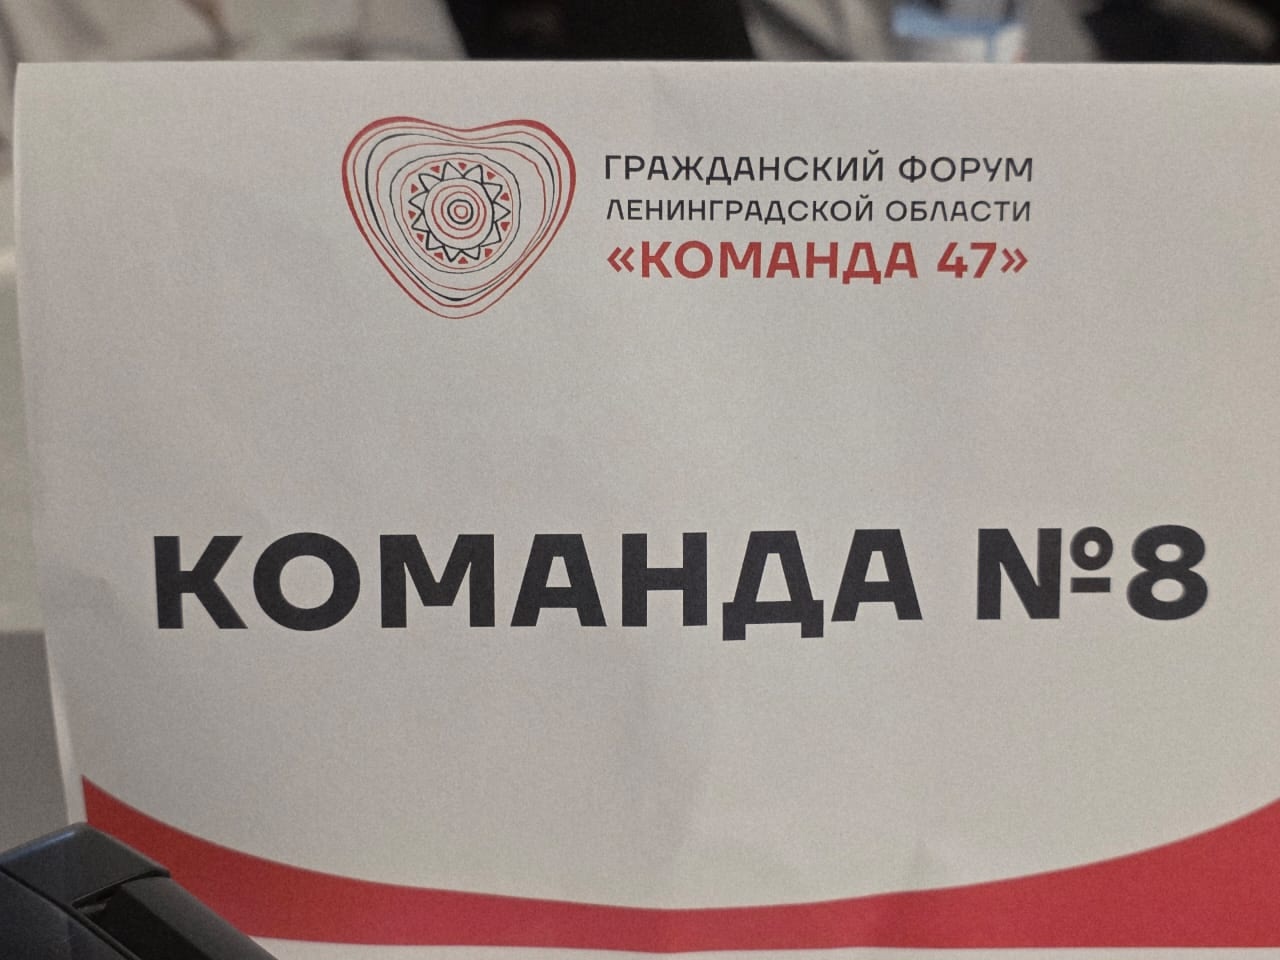 ГРАЖДАНСКИЙ ФОРУМ
ЛЕНИНГРАДСКОЙ ОБЛАСТИ
«КОМАНДА 47»
КОМАНДА №8